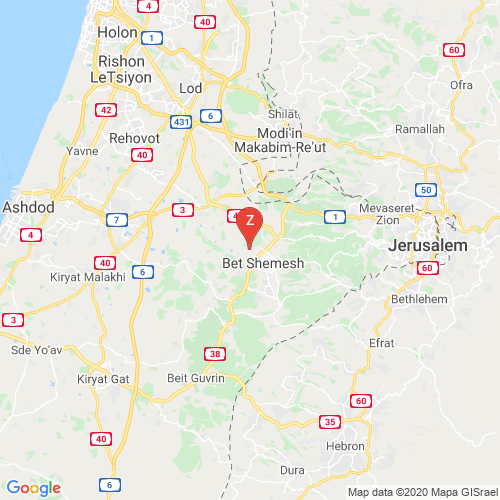 4
Holon
40
1
60
Rishon
LeTsiyon
Lod
Ofra
42
6
Shilat
431
Modi'in
Makabim-Re'ut
Ramallah
Rehovot
Yavne
40
50
Ashdod
3
7
4
Z
1
Mevaseret
Zion
4
Jerusalem
Bet Shemesh
40
60
Kiryat Malakhi
6
Bethlehem
3
Efrat
Sde Yo'av
38
Kiryat Gat
Beit Guvrin
60
35
40
Hebron
Dura
6
Google
Map data ©2020 Mapa GISrael